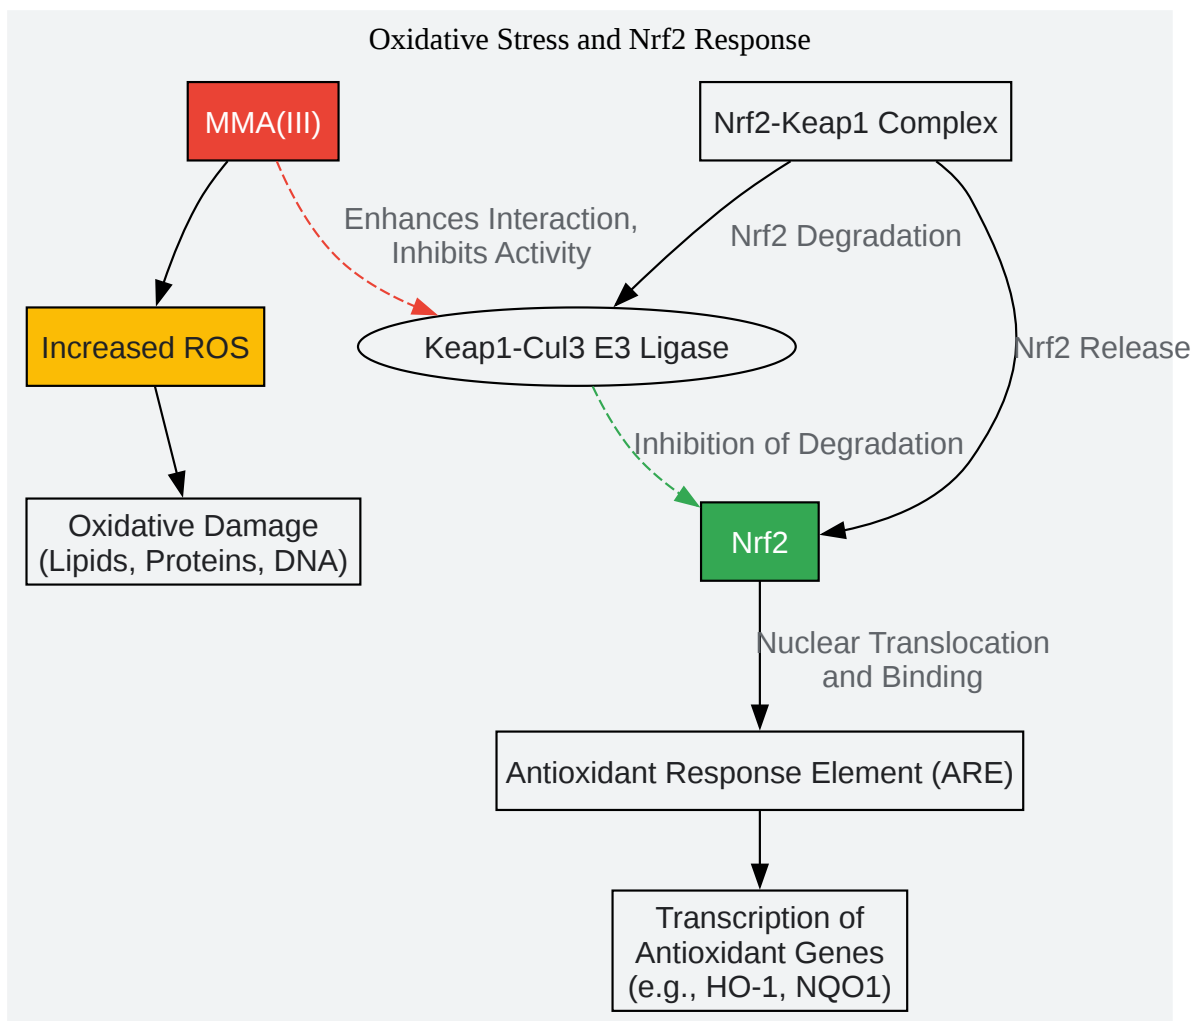 Oxidative Stress and Nrf2 Response
MMA(III)
Nrf2-Keap1 Complex
Enhances Interaction,
Inhibits Activity
Nrf2 Degradation
Increased ROS
Keap1-Cul3 E3 Ligase
Nrf2 Release
Inhibition of Degradation
Oxidative Damage
(Lipids, Proteins, DNA)
Nrf2
Nuclear Translocation
and Binding
Antioxidant Response Element (ARE)
Transcription of
Antioxidant Genes
(e.g., HO-1, NQO1)